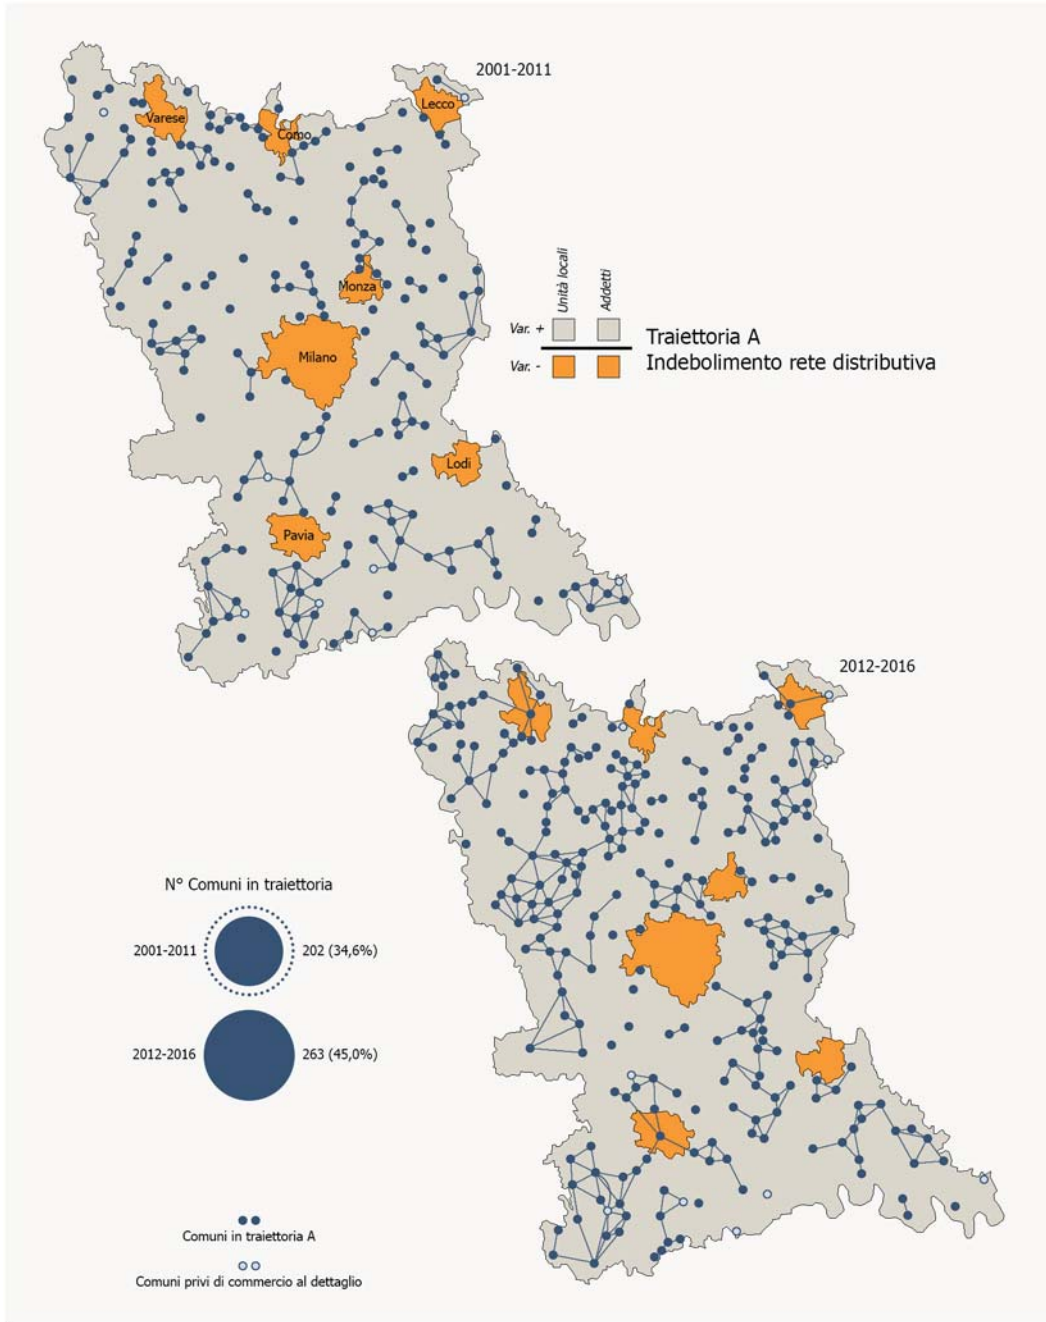 2001-2011
Varese
Como
Lecco
Monza
Milano
Lodi
Pavia
Unità locali
Addetti
Var. +
Var. -
Traiettoria A
Indebolimento rete distributiva
2012-2016
N° Comuni in traiettoria
2001-2011
202 (34,6%)
2012-2016
263 (45,0%)
Comuni in traiettoria A
Comuni privi di commercio al dettaglio